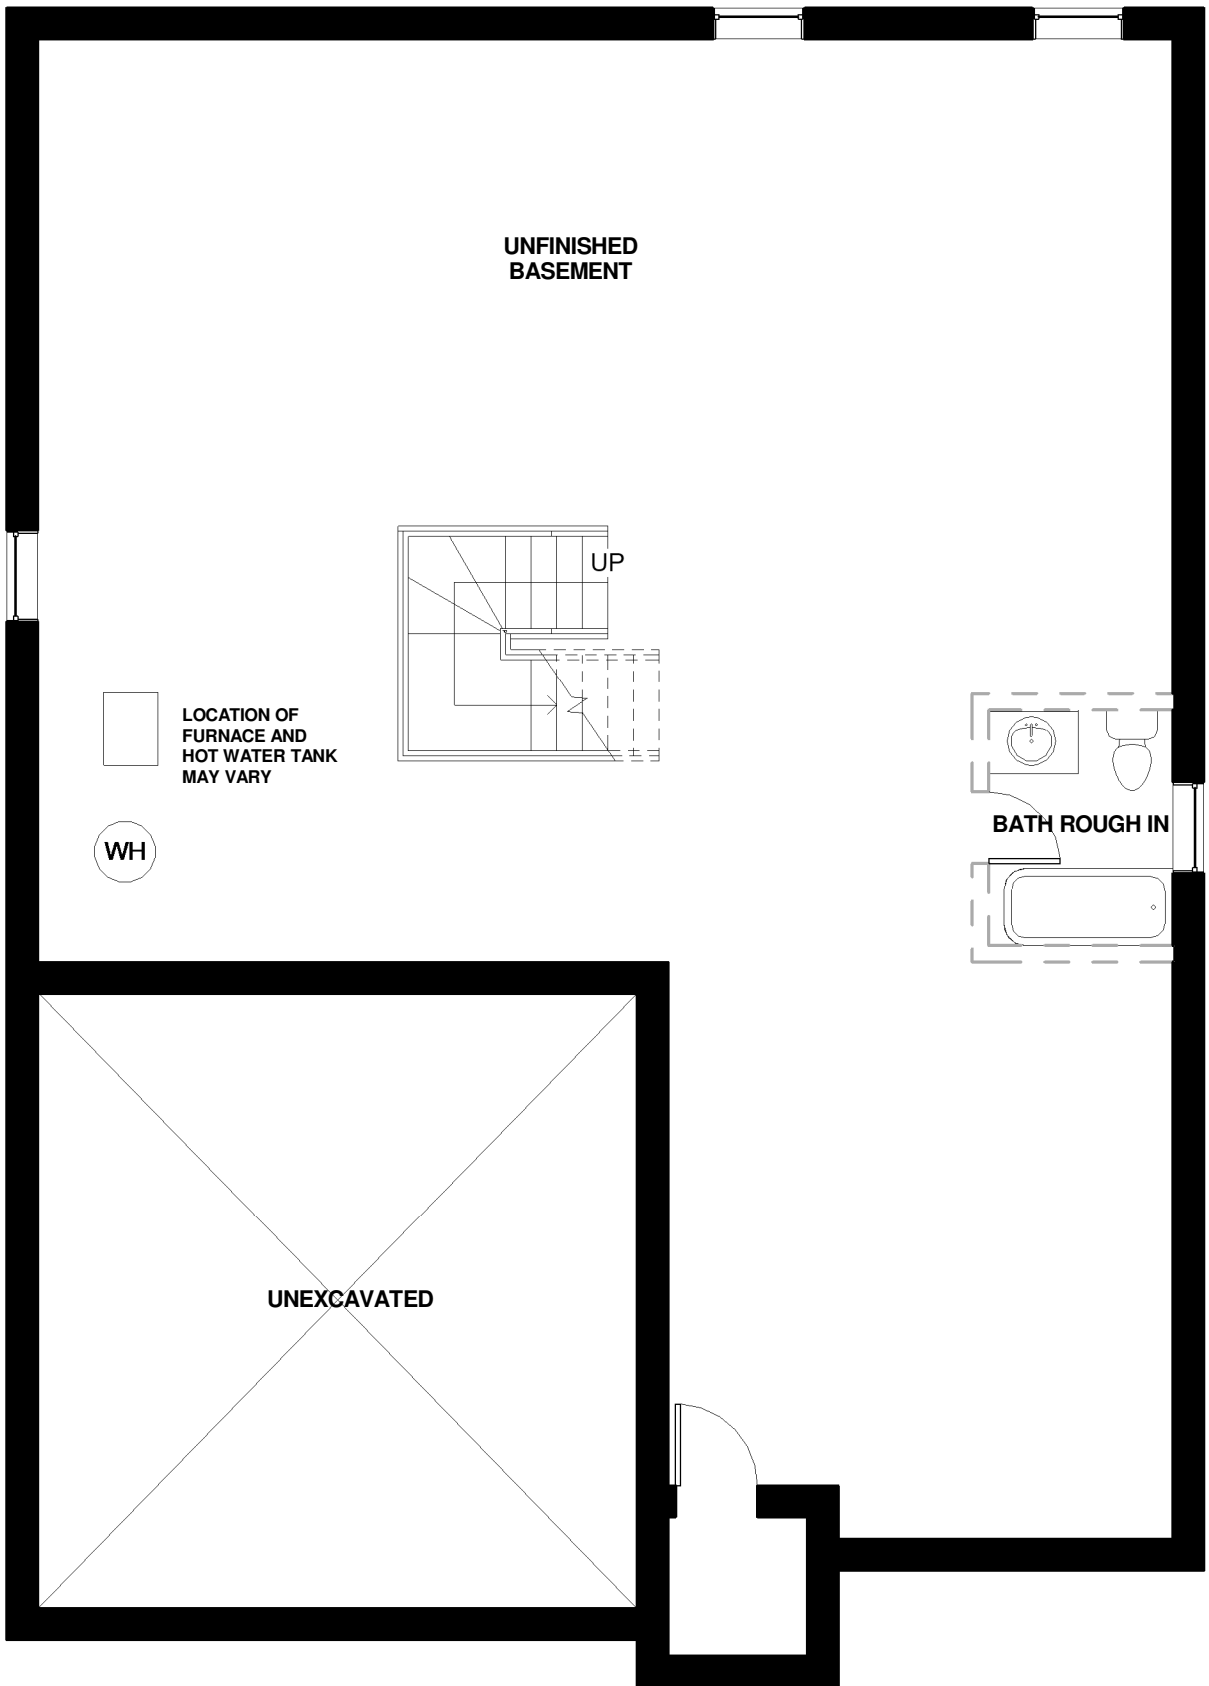 UNFINISHED
BASEMENT
UP
LOCATION OF
FURNACE AND
HOT WATER TANK
MAY VARY
WH
BATH ROUGH IN
UNEXCAVATED